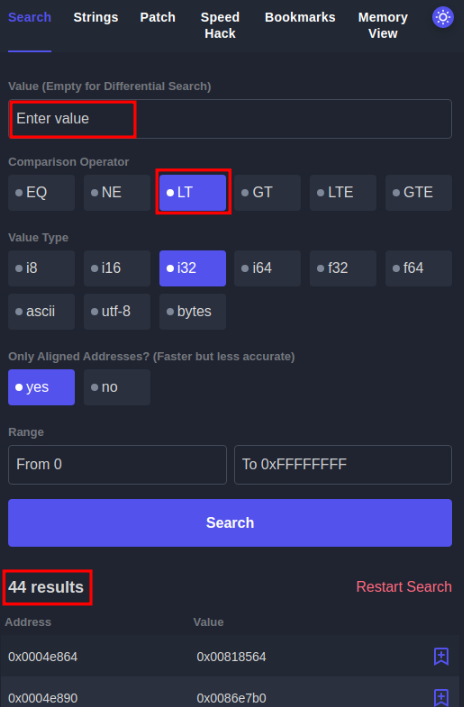 Search Strings Patch Speed Hack Bookmarks Memory View
Value (Empty for Differential Search)
Enter value
Comparison Operator
EQ NE LT GT LTE GTE
Value Type
i8 i16 i32 i64 f32 f64
ascii utf-8 bytes
Only Aligned Addresses? (Faster but less accurate)
yes no
Range
From 0 To 0xFFFFFFFF
Search
44 results Restart Search
Address Value
0x0004e864 0x00818564
0x0004e890 0x0086e7b0